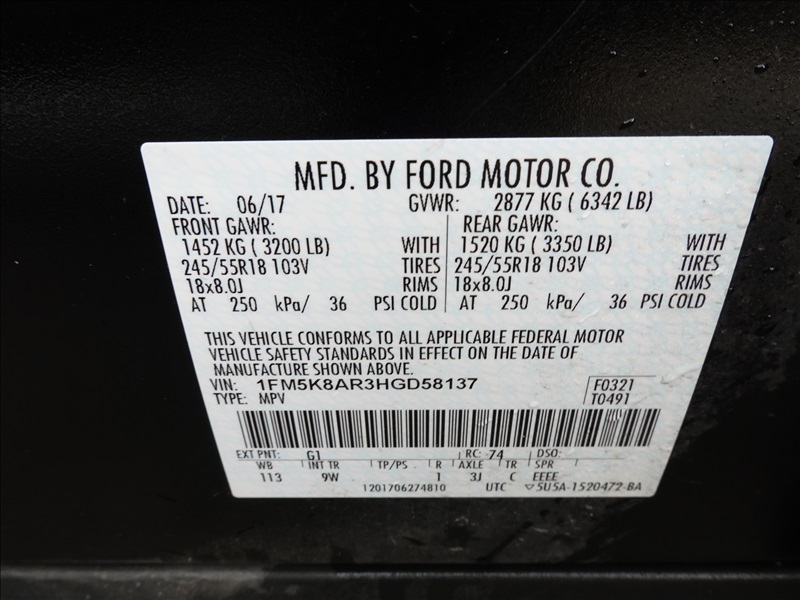 MFD. BY FORD MOTOR CO.
DATE: 06/17 GVWR: 2877 KG ( 6342 LB)
FRONT GAWR: REAR GAWR:
1452 KG ( 3200 LB) WITH 1520 KG ( 3350 LB) WITH
245/55R18 103V TIRES 245/55R18 103V TIRES
18x8.0J RIMS 18x8.0J RIMS
AT 250 kPa/ 36 PSI COLD AT 250 kPa/ 36 PSI COLD
THIS VEHICLE CONFORMS TO ALL APPLICABLE FEDERAL MOTOR
VEHICLE SAFETY STANDARDS IN EFFECT ON THE DATE OF
MANUFACTURE SHOWN ABOVE.
VIN: 1FM5K8AR3HGD58137 F0321
TYPE: MPV T0491
EXT PNT: G1 RC: 74 DSO:
WB INT TR TP/PS R AXLE TR SPR
113 9W 1 3J C EEEE
1201706274810 UTC ▽5U5A-1520472-BA